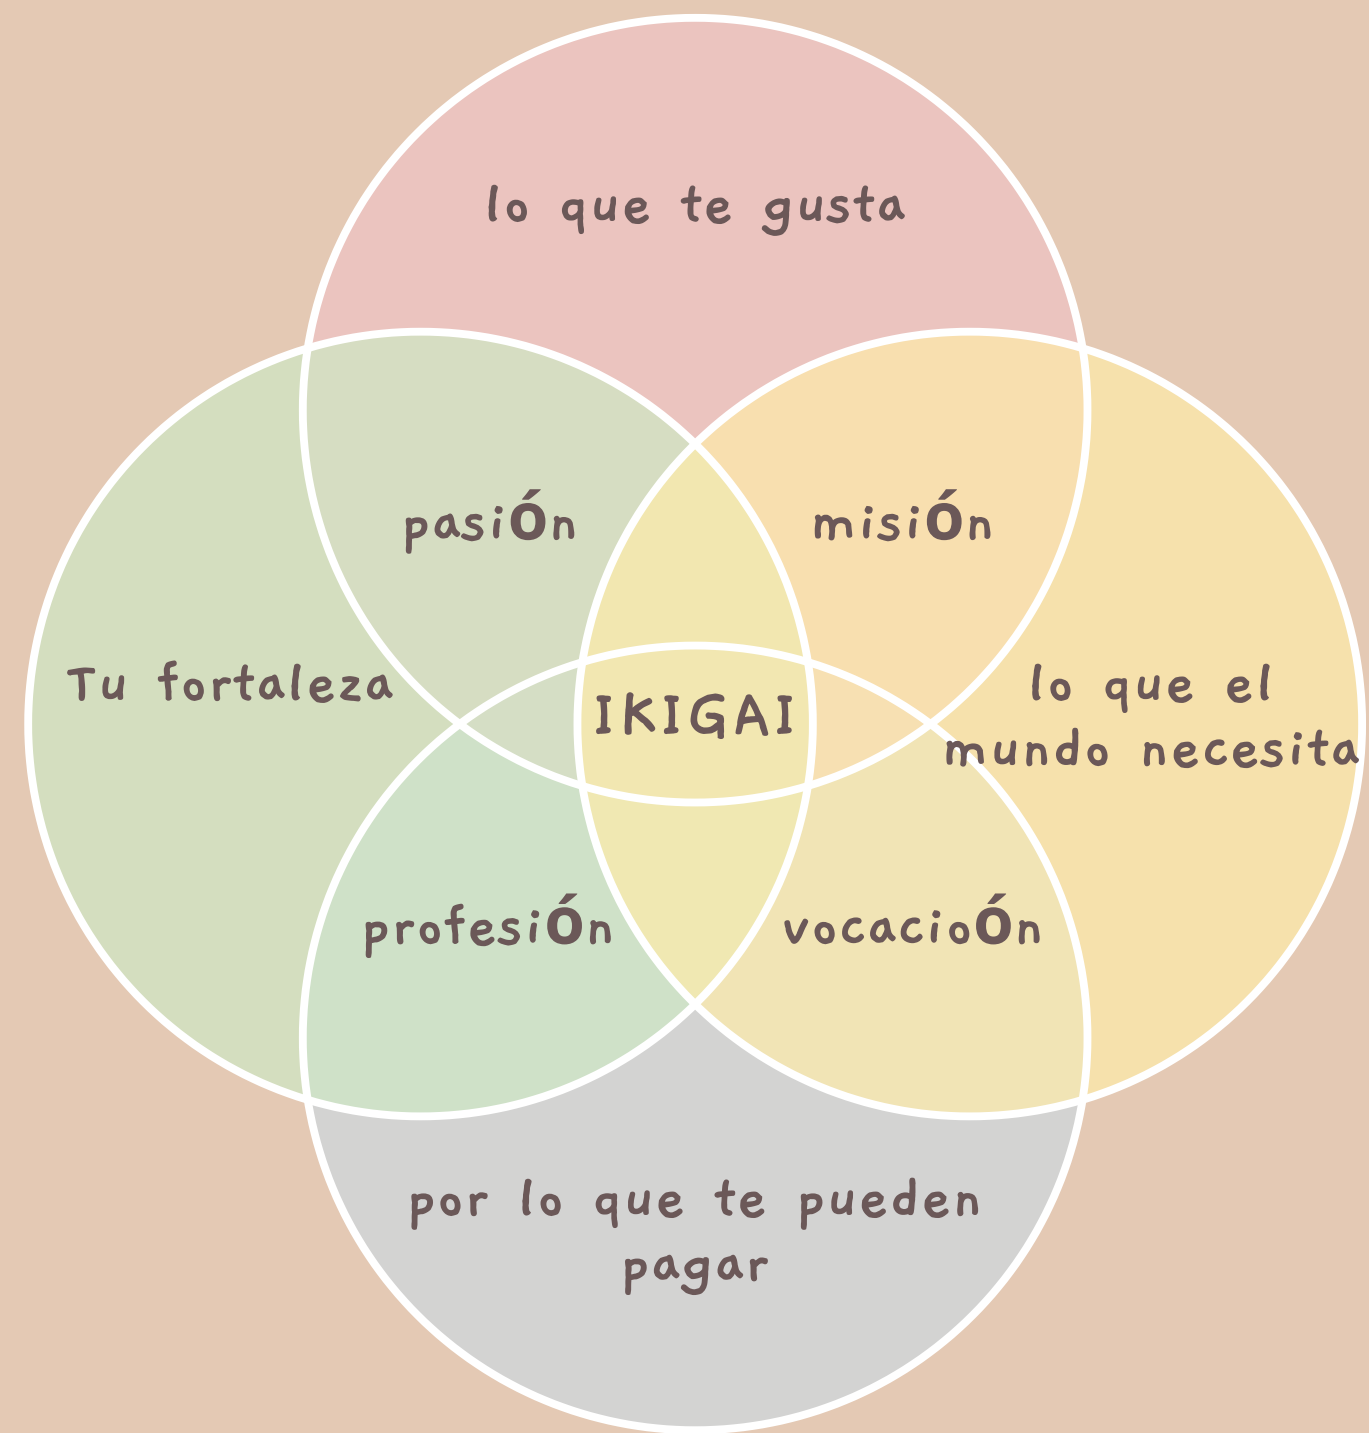 lo que te gusta
pasiÓn
misiÓn
Tu fortaleza
IKIGAI
lo que el
mundo necesita
profesiÓn
vocacioÓn
por lo que te pueden
pagar